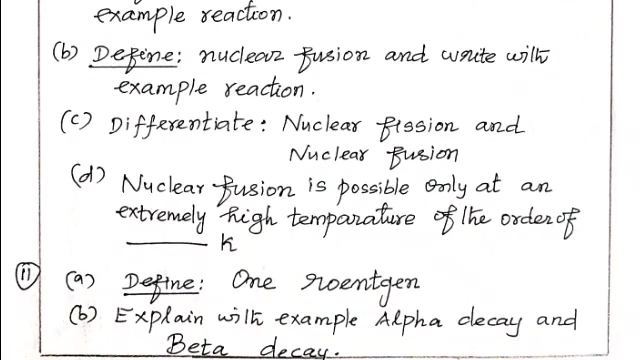 example reaction.
(b) Define: nuclear fusion and write with
example reaction.
(c) Differentiate: Nuclear fission and
Nuclear fusion
(d) Nuclear fusion is possible only at an
extremely high temparature of the order of
______ k
(11) (a) Define: One roentgen
(b) Explain with example Alpha decay and
Beta decay.